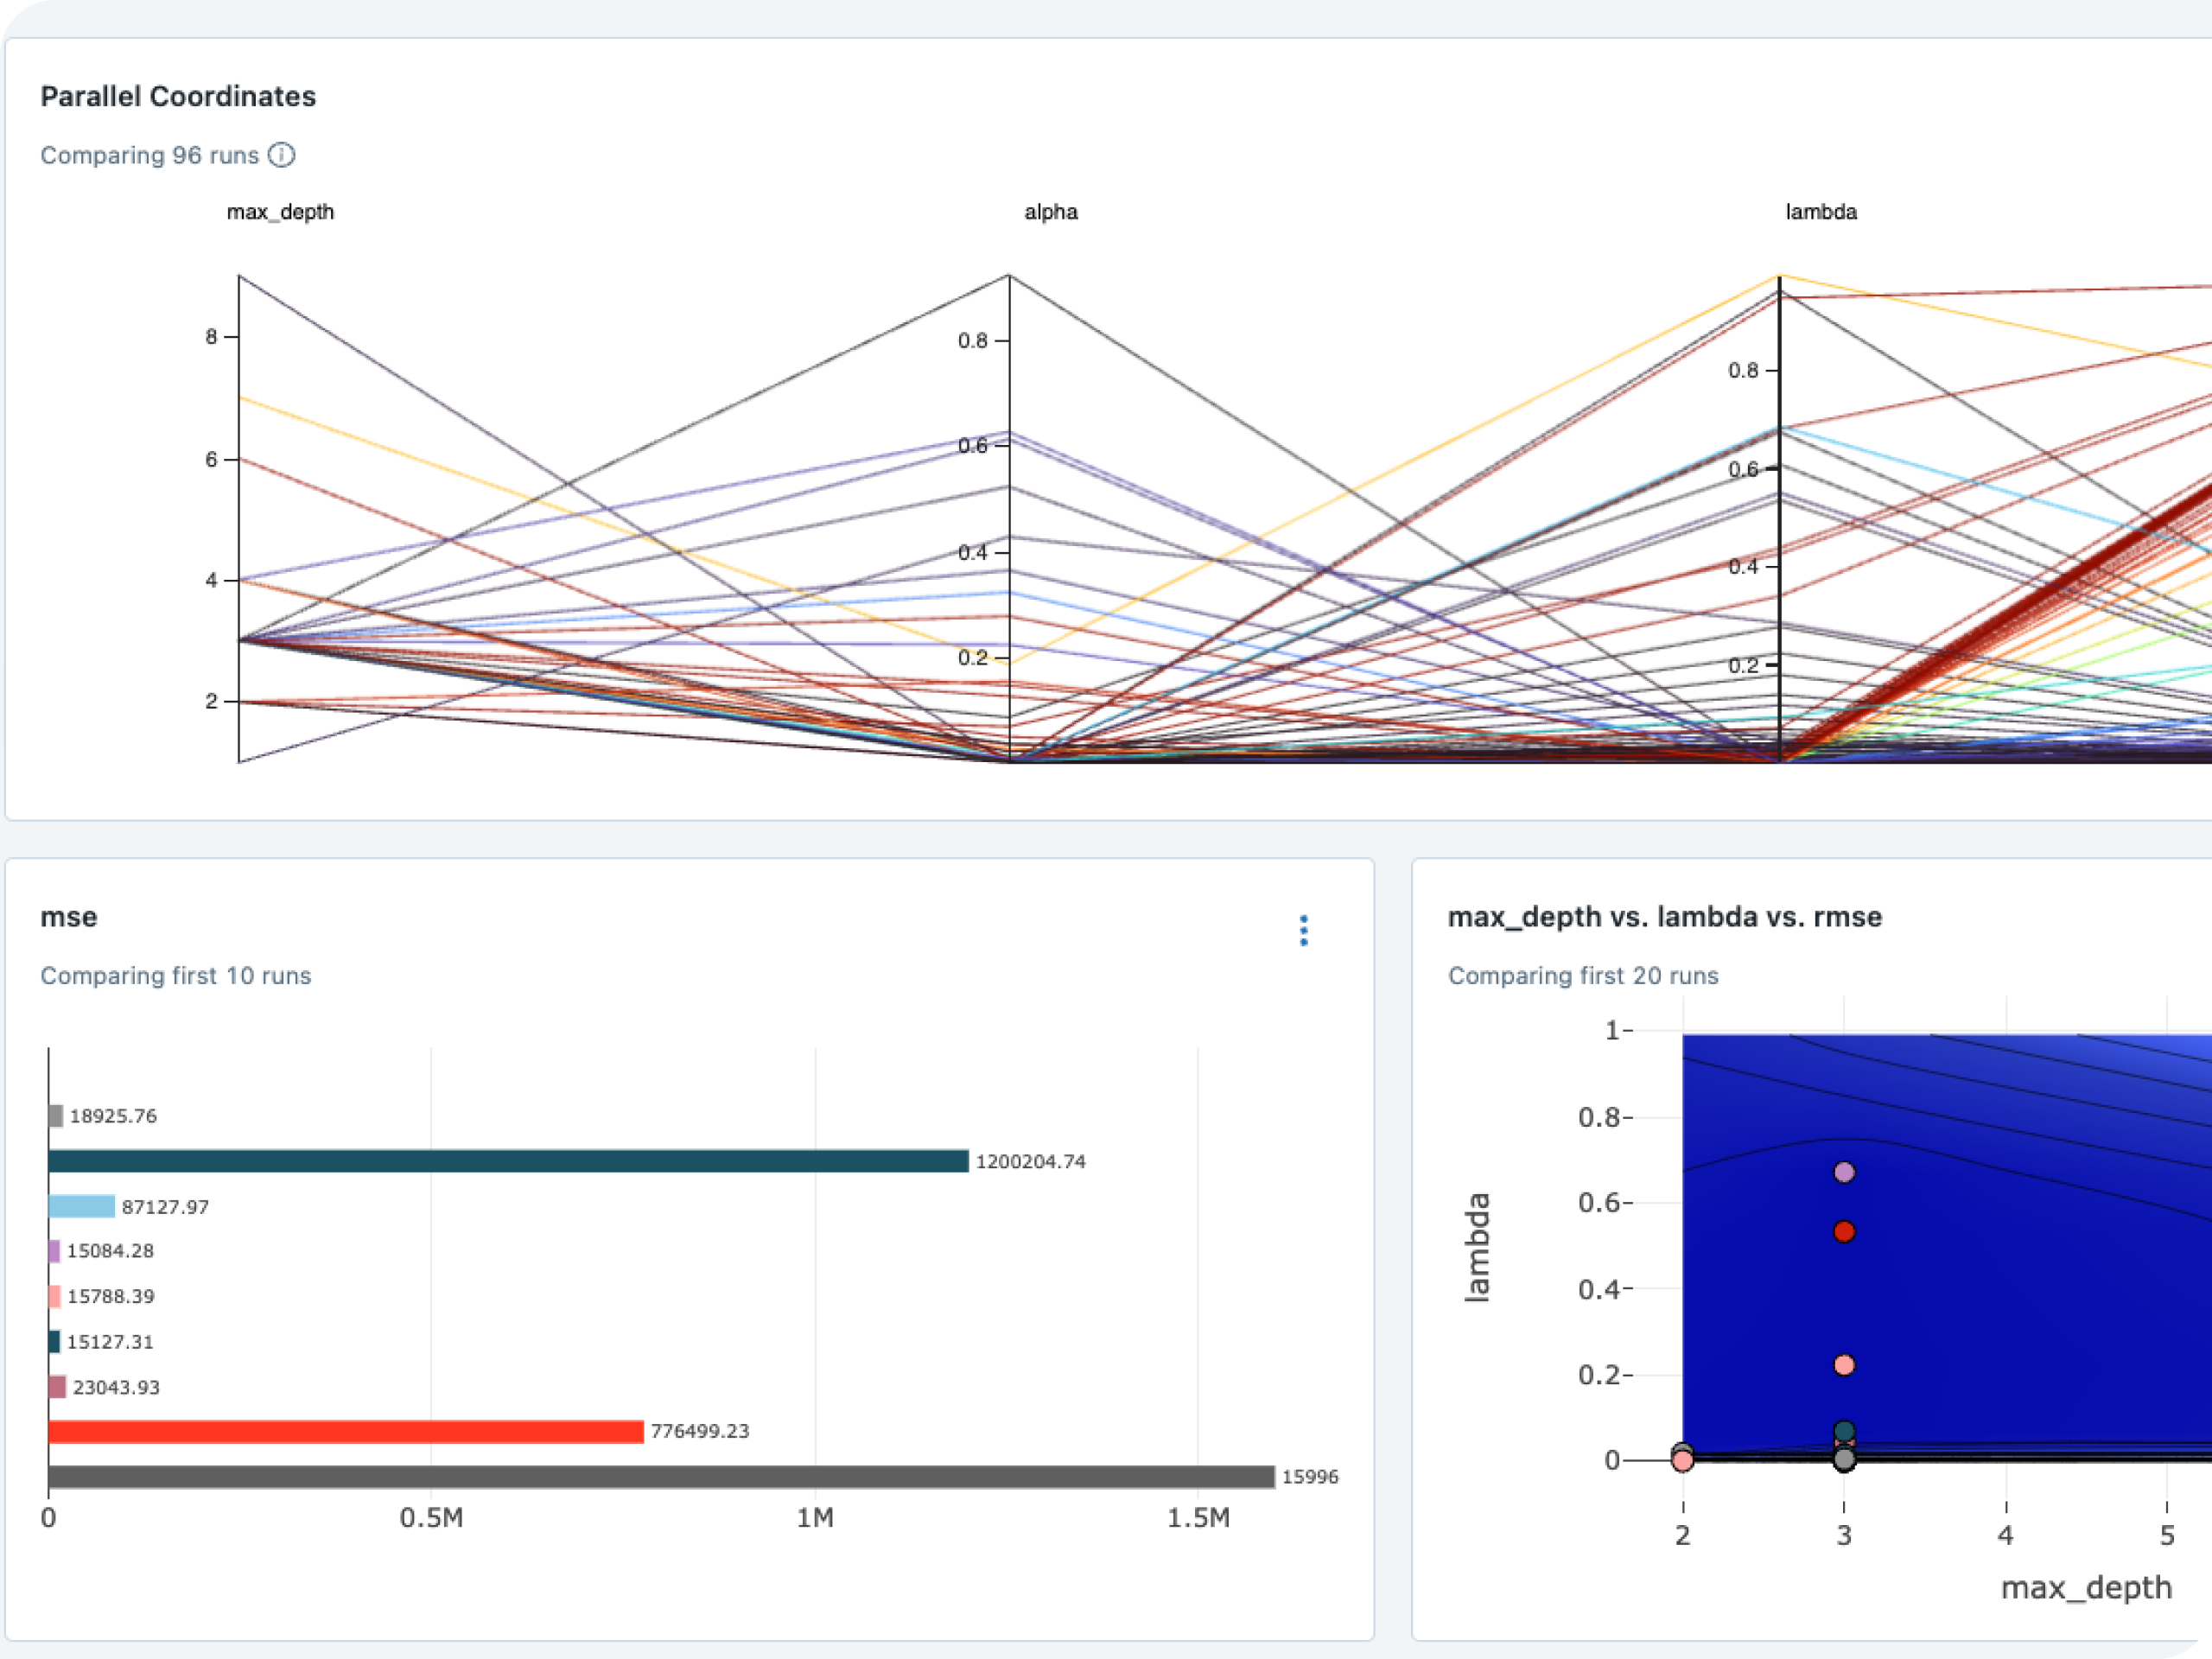 Parallel Coordinates
Comparing 96 runs
max_depth
alpha
lambda
8
6
4
2
0.8
0.6
0.4
0.2
0.8
0.6
0.4
0.2
mse
Comparing first 10 runs
18925.76
1200204.74
87127.97
15084.28
15788.39
15127.31
23043.93
776499.23
15996
0 0.5M 1M 1.5M
max_depth vs. lambda vs. rmse
Comparing first 20 runs
1
0.8
0.6
0.4
0.2
0
lambda
2 3 4 5
max_depth